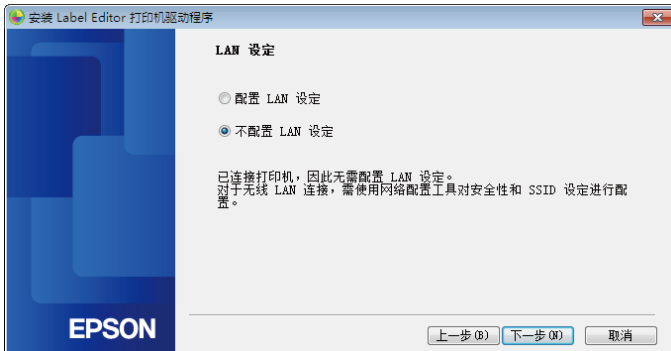 安装 Label Editor 打印机驱动程序
LAN 设定
配置 LAN 设定
不配置 LAN 设定
已连接打印机，因此无需配置 LAN 设定。
对于无线 LAN 连接，需使用网络配置工具对安全性和 SSID 设定进行配
置。
EPSON
上一步(B) 下一步(N) 取消